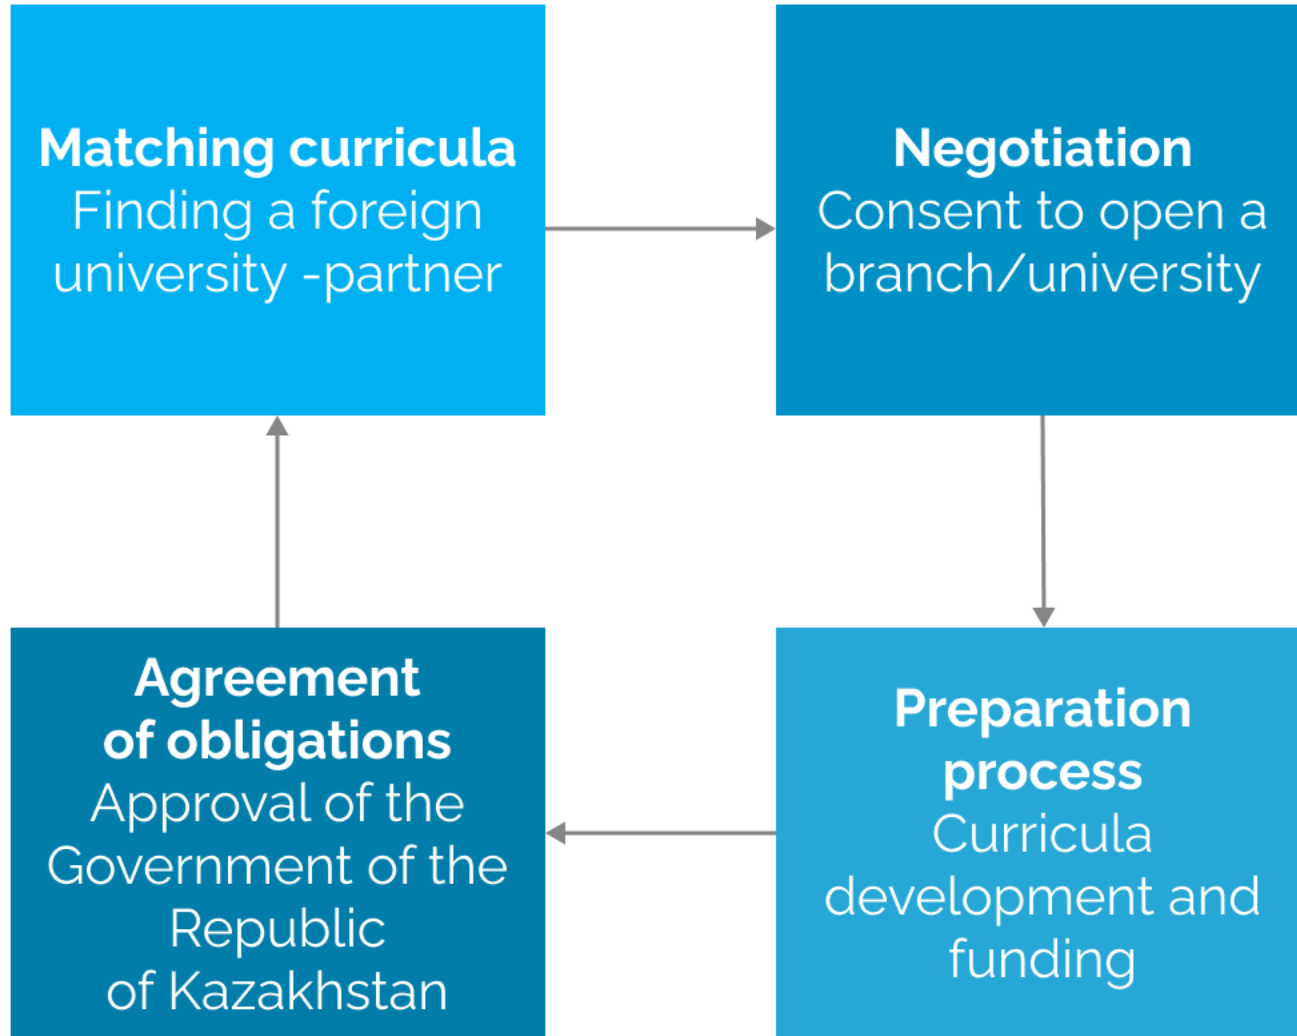 Matching curricula
Finding a foreign
university -partner
Negotiation
Consent to open a
branch/university
Agreement
of obligations
Approval of the
Government of the
Republic
of Kazakhstan
Preparation
process
Curricula
development and
funding